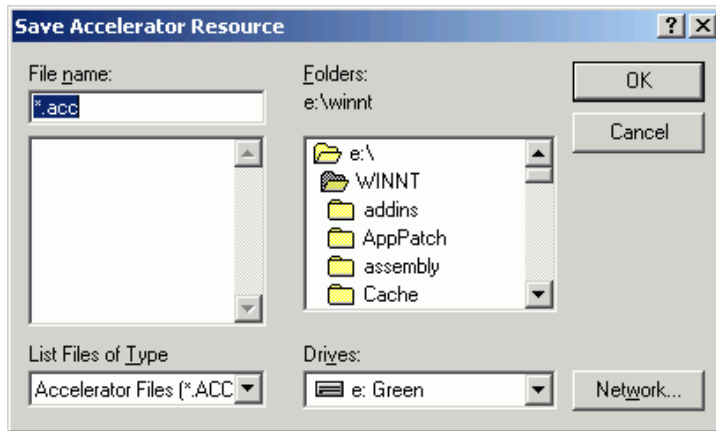 Save Accelerator Resource
File name:
*.acc
List Files of Type
Accelerator Files (*.ACC
Folders:
e:\winnt
e:\
WINNT
addins
AppPatch
assembly
Cache
Drives:
e: Green
OK
Cancel
Network...